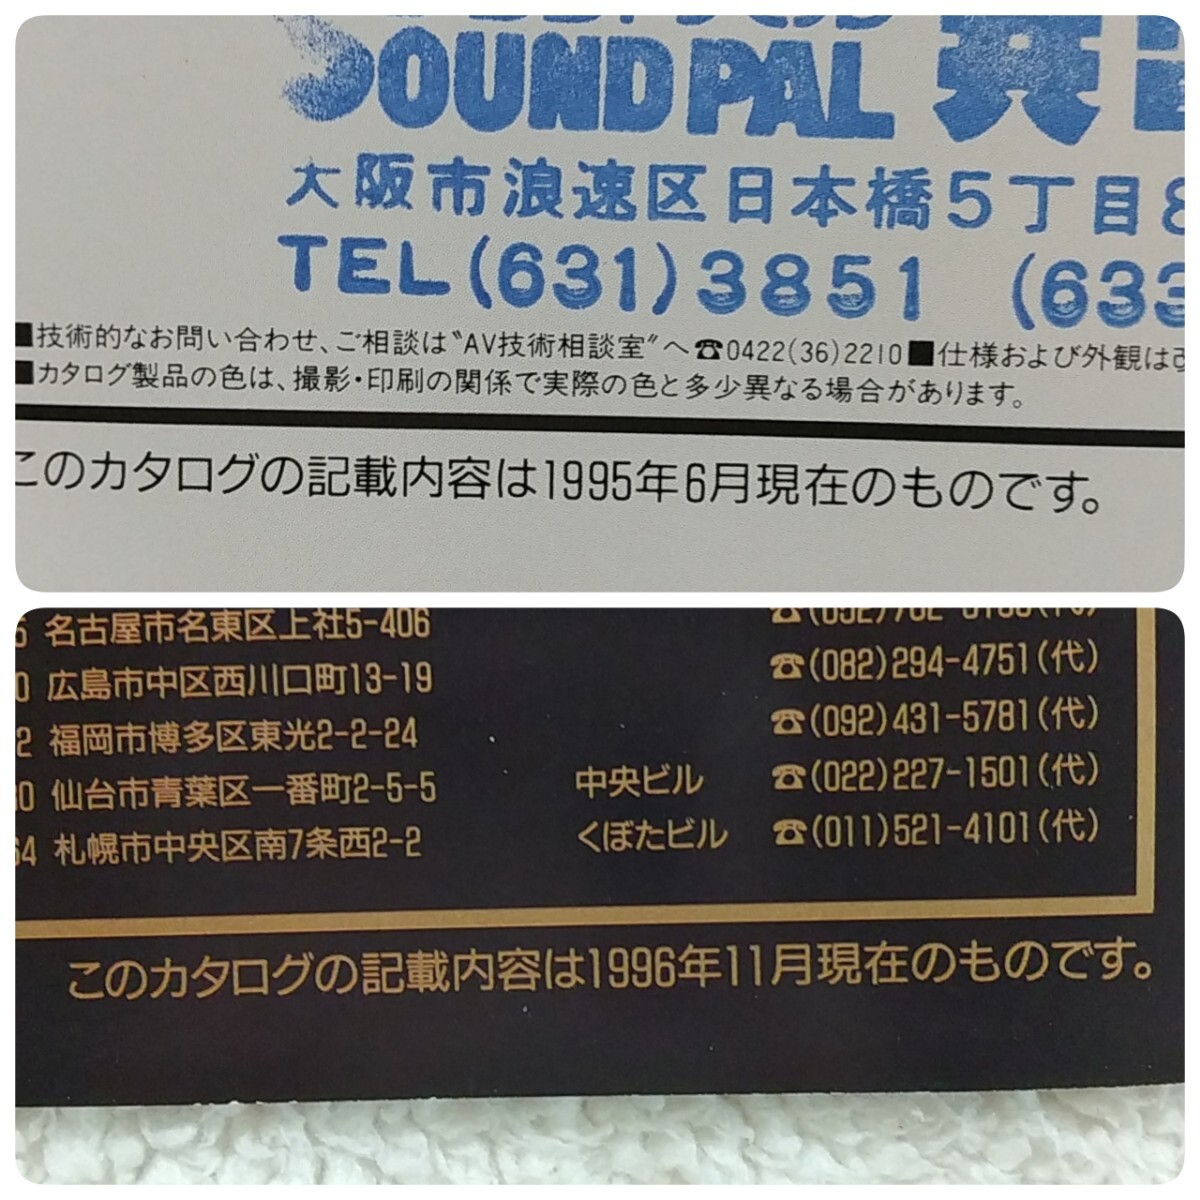 SOUND PAL
大阪市浪速区日本橋5丁目8
TEL(631)3851 (633
■技術的なお問い合わせ、ご相談は"AV技術相談室"へ☎0422(36)2210■仕様および外観は改
■カタログ製品の色は、撮影・印刷の関係で実際の色と多少異なる場合があります。
このカタログの記載内容は1995年6月現在のものです。
名古屋市名東区上社5-406
0 広島市中区西川口町13-19 ☎(082)294-4751(代)
2 福岡市博多区東光2-2-24 ☎(092)431-5781(代)
80 仙台市青葉区一番町2-5-5 中央ビル ☎(022)227-1501(代)
64 札幌市中央区南7条西2-2 くぼたビル ☎(011)521-4101(代)
このカタログの記載内容は1996年11月現在のものです。